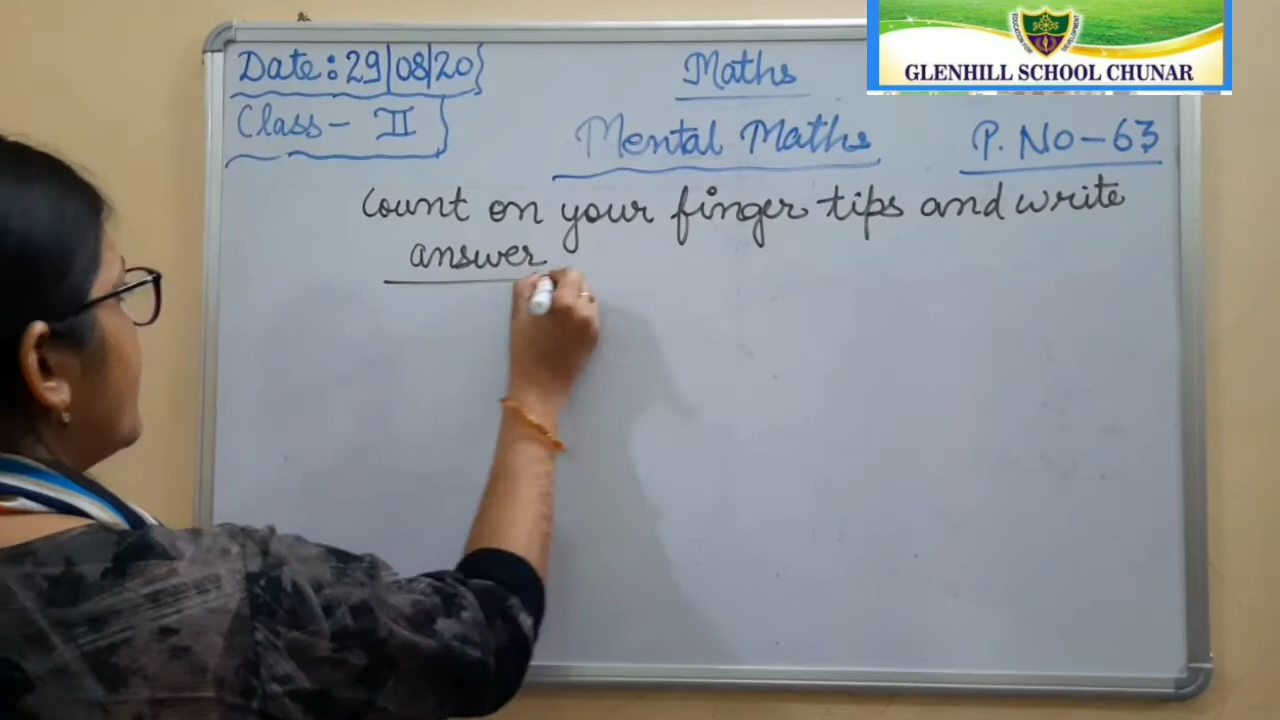 Date: 29/08/20
Maths
Class- II
Mental Maths
P. No-63
Count on your finger tips and write
answer
GLENHILL SCHOOL CHUNAR